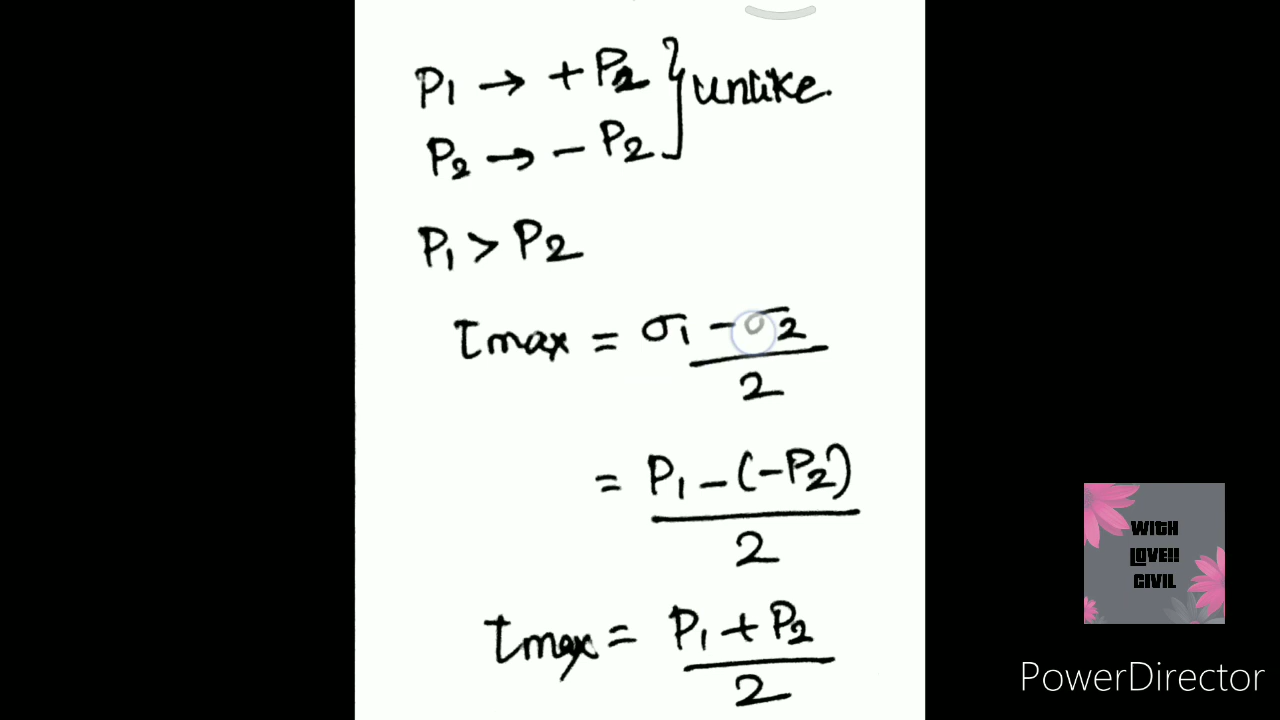 P1 → + P2 } unlike.
P2 → - P2
P1 > P2
τmax = σ1 - σ2 / 2
= P1 - (-P2) / 2
τmax = P1 + P2 / 2
WITH
LOVE!!
CIVIL
PowerDirector